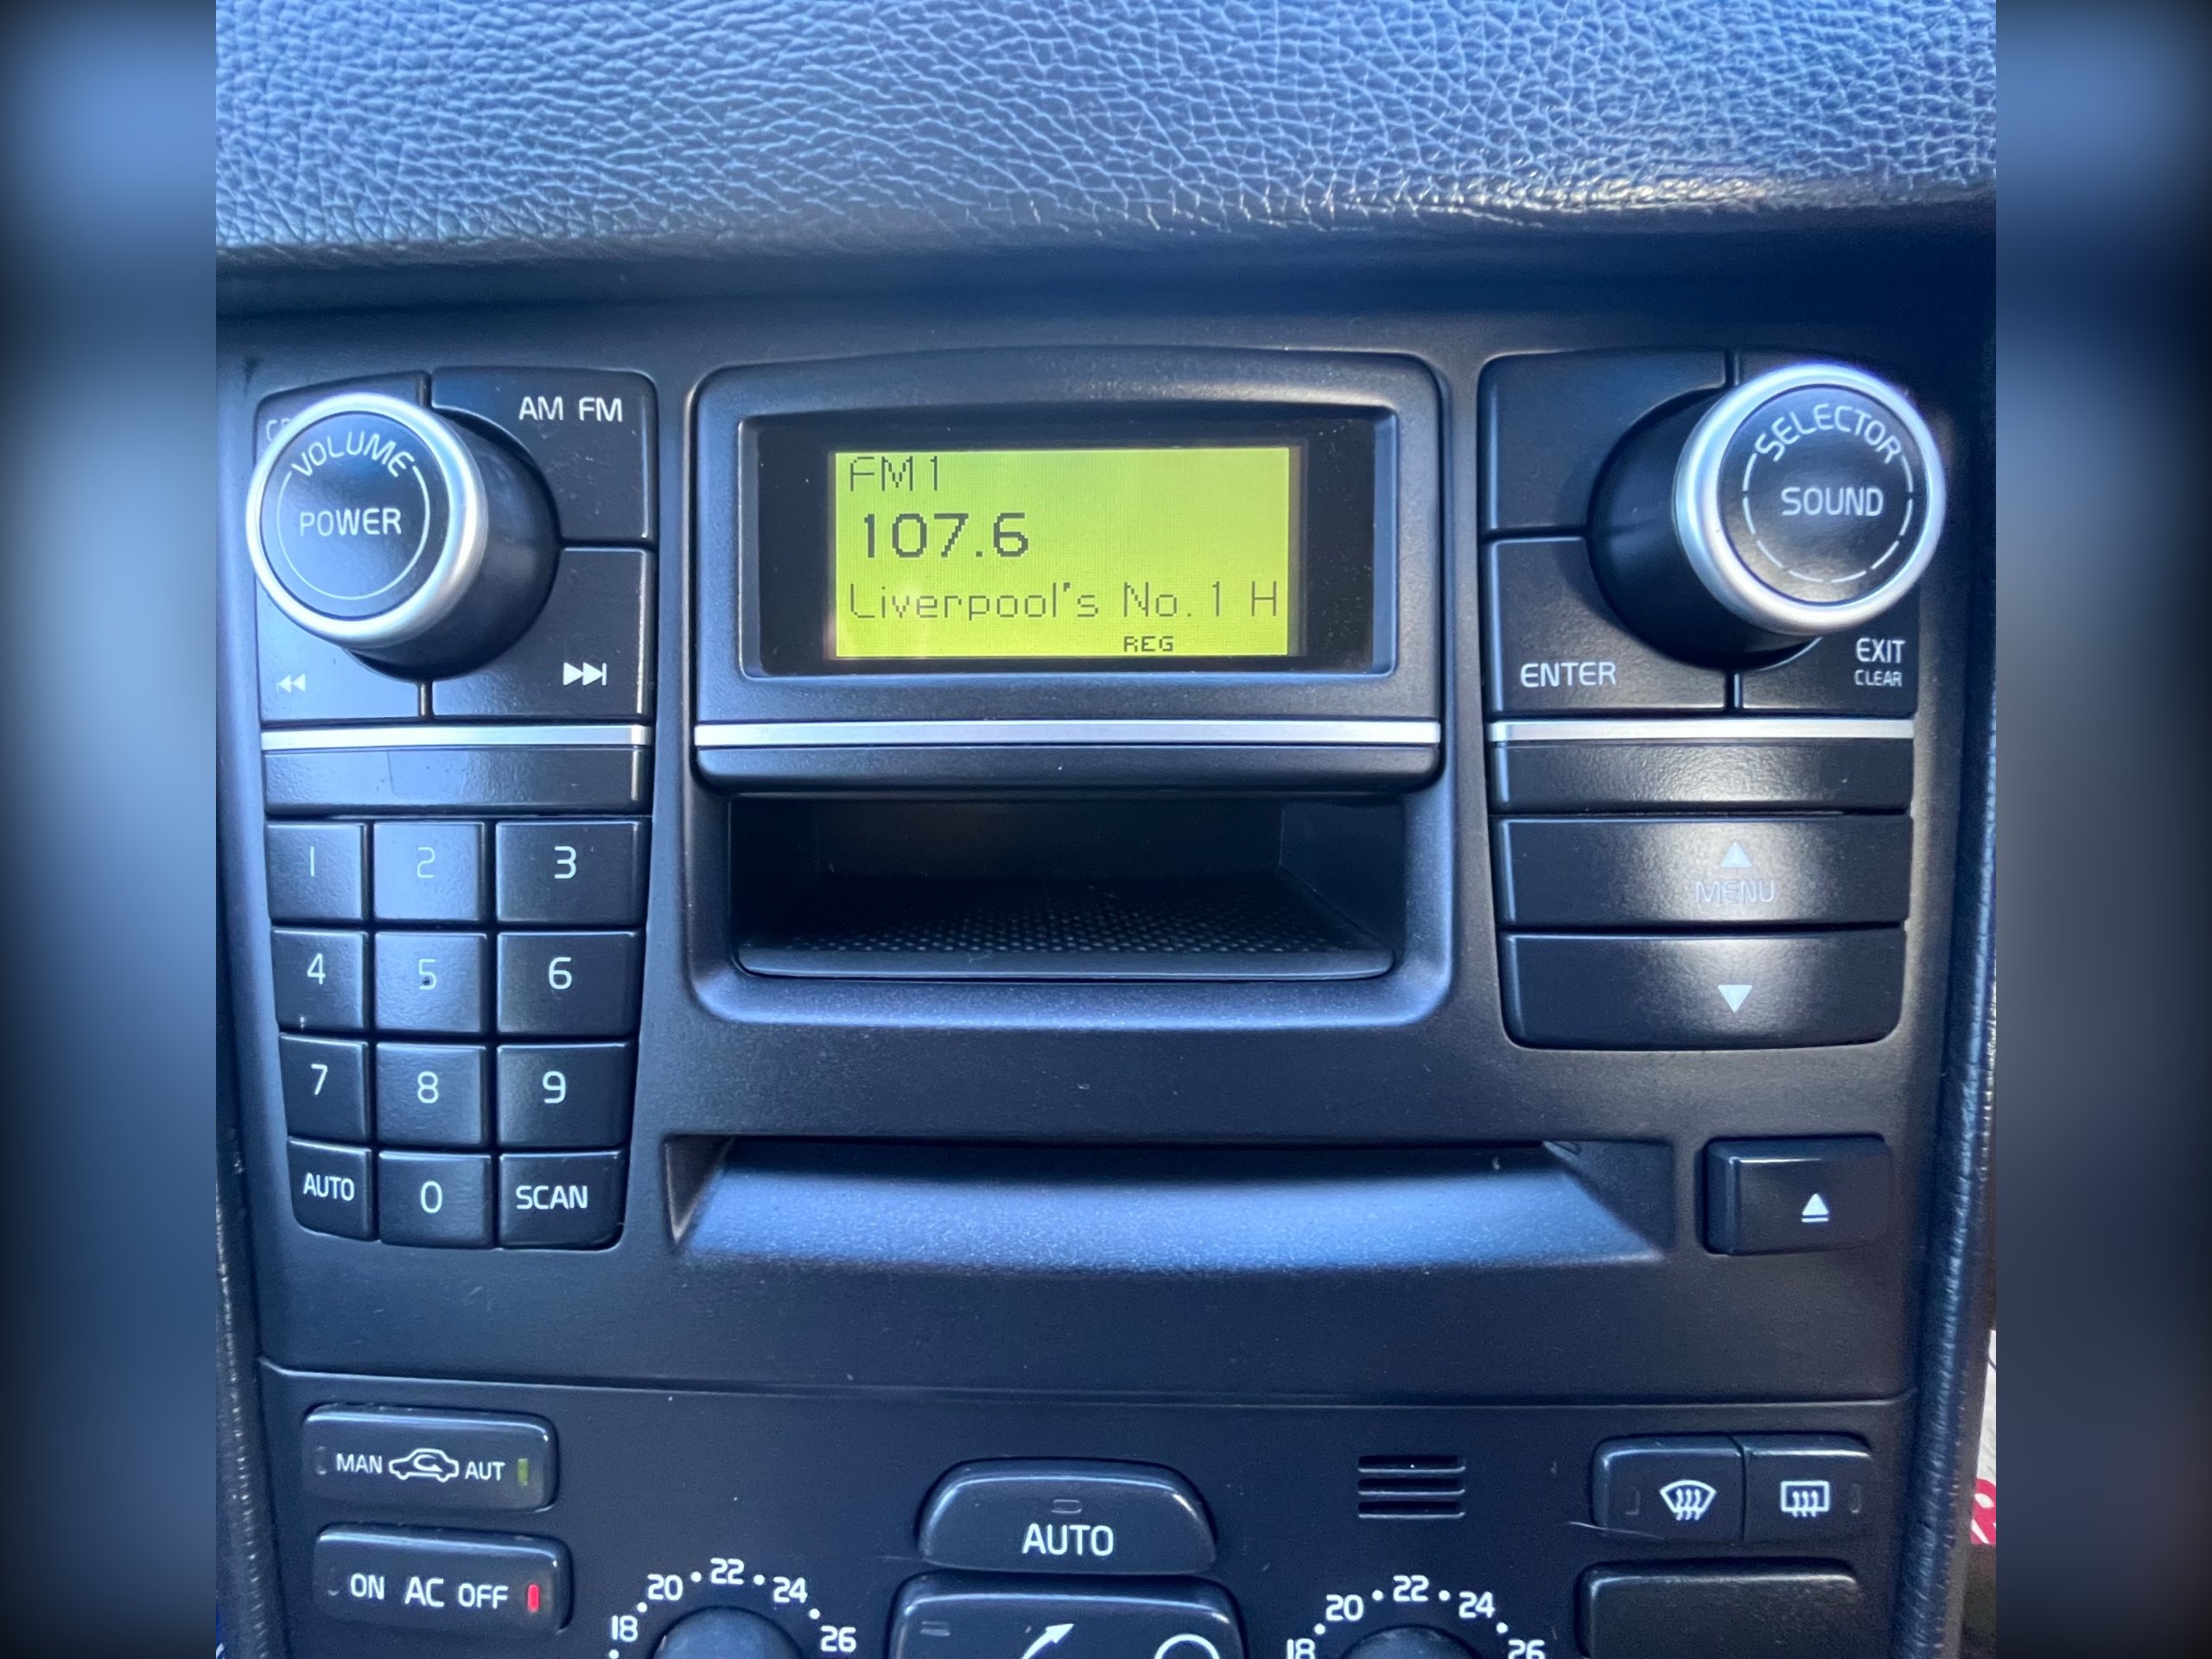 AM FM
VOLUME
POWER
FM1
107.6
Liverpool's No.1 H
REG
SELECTOR
SOUND
ENTER
EXIT
CLEAR
1 2 3
4 5 6
7 8 9
AUTO 0 SCAN
MENU
MAN AUT
AUTO
ON AC OFF
18 20 22 24 26
18 20 22 24 26